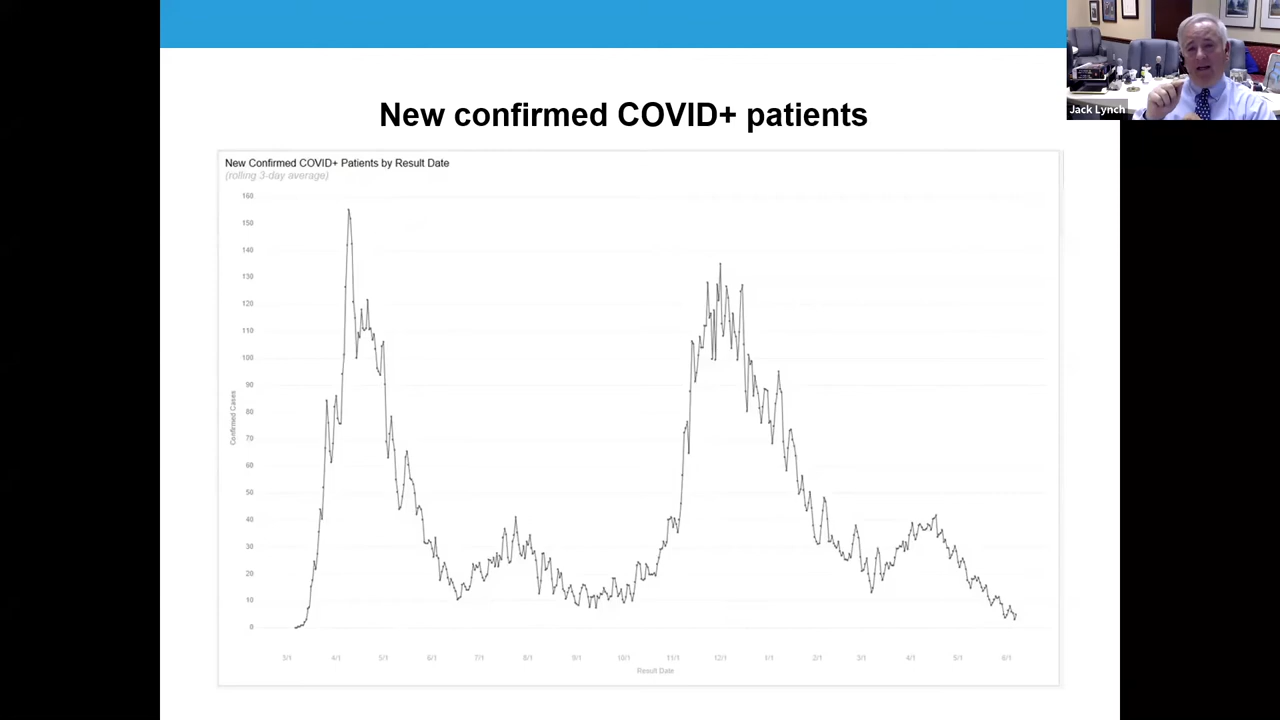 New confirmed COVID+ patients
Jack Lynch
New Confirmed COVID+ Patients by Result Date
(rolling 3-day average)
160
150
140
130
120
110
100
90
80
70
60
50
40
30
20
10
0
Confirmed Cases
3/1 4/1 5/1 6/1 7/1 8/1 9/1 10/1 11/1 12/1 1/1 2/1 3/1 4/1 5/1 6/1
Result Date